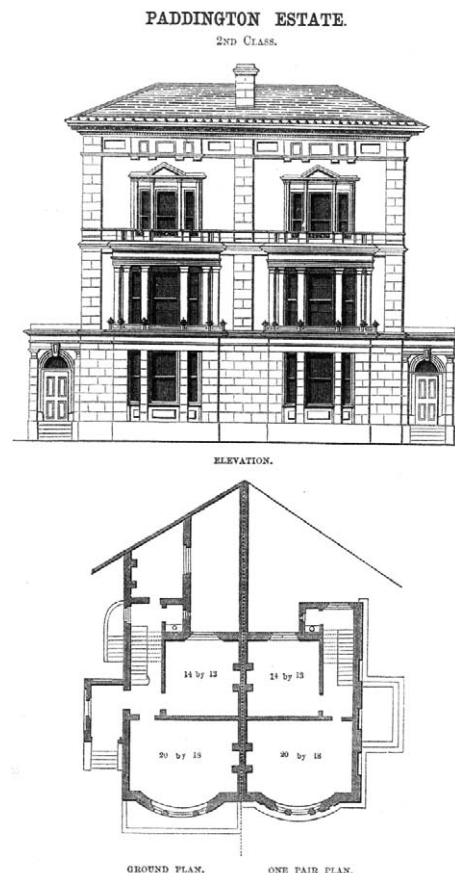 PADDINGTON ESTATE.
2ND CLASS.
ELEVATION.
14 by 13
14 by 13
20 by 18
20 by 18
GROUND PLAN.
ONE PAIR PLAN.